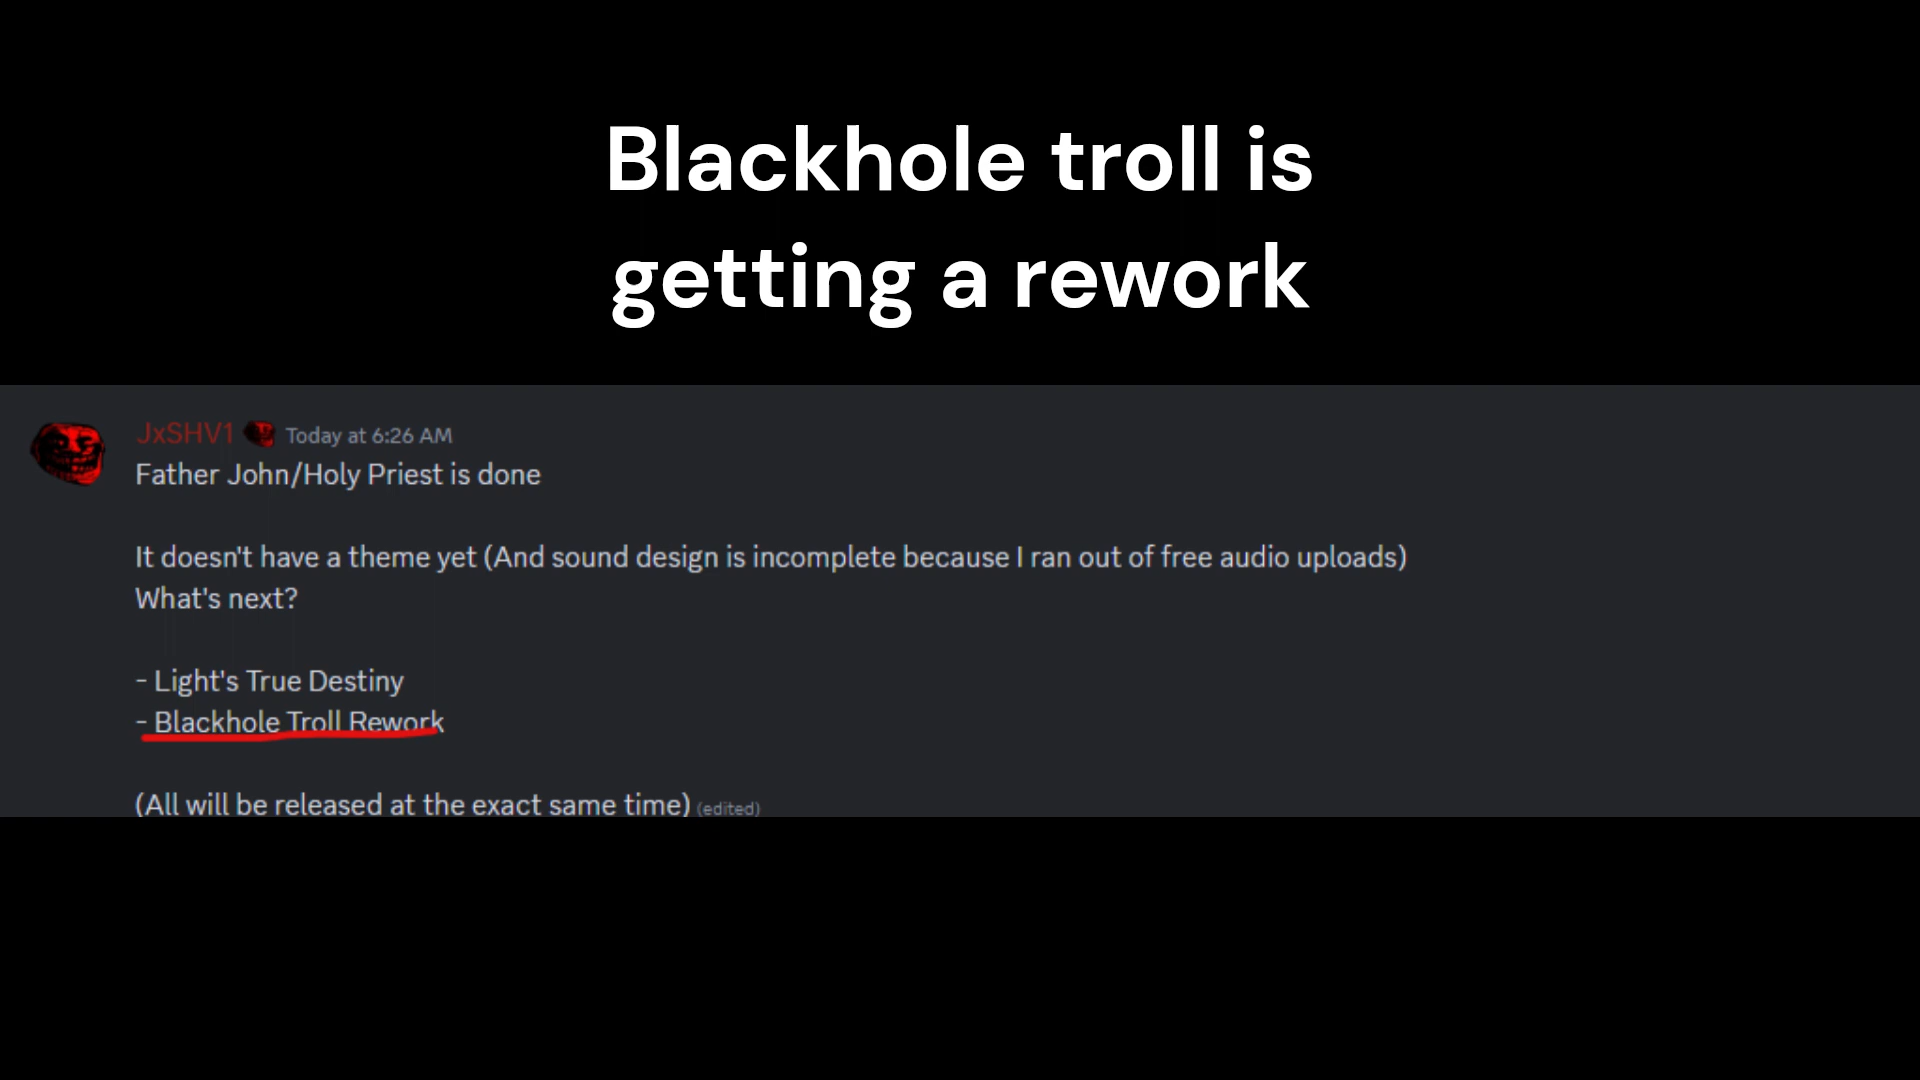 Blackhole troll is
getting a rework
JxSHV1 Today at 6:26 AM
Father John/Holy Priest is done
It doesn't have a theme yet (And sound design is incomplete because I ran out of free audio uploads)
What's next?
- Light's True Destiny
- Blackhole Troll Rework
(All will be released at the exact same time) (edited)